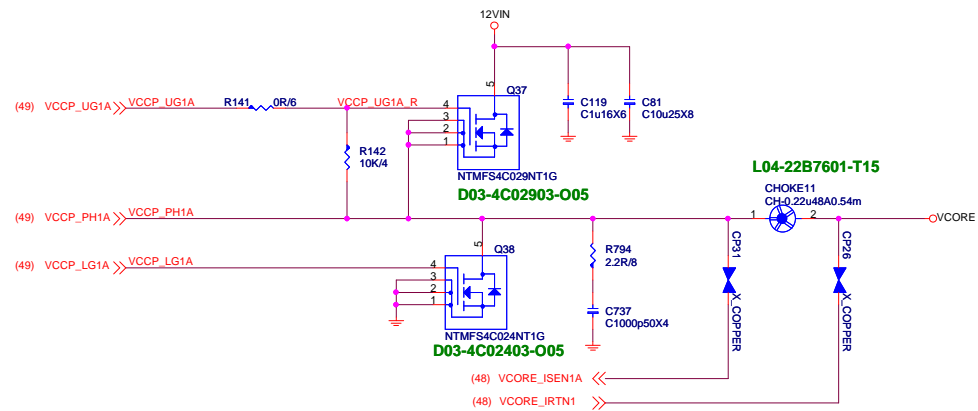 12VIN
(49) VCCP_UG1A VCCP_UG1A R141 0R/6 VCCP_UG1A_R
5 Q37
4
3
2
1
C119
C1u16X6
C81
C10u25X8
R142
10K/4
NTMFS4C029NT1G
D03-4C02903-O05
L04-22B7601-T15
CHOKE11
CH-0.22u48A0.54m
(49) VCCP_PH1A VCCP_PH1A
1 2
VCORE
5 Q38
(49) VCCP_LG1A VCCP_LG1A
4
3
2
1
R794
2.2R/8
C737
C1000p50X4
NTMFS4C024NT1G
D03-4C02403-O05
CP31
X_COPPER
CP26
X_COPPER
(48) VCORE_ISEN1A
(48) VCORE_IRTN1